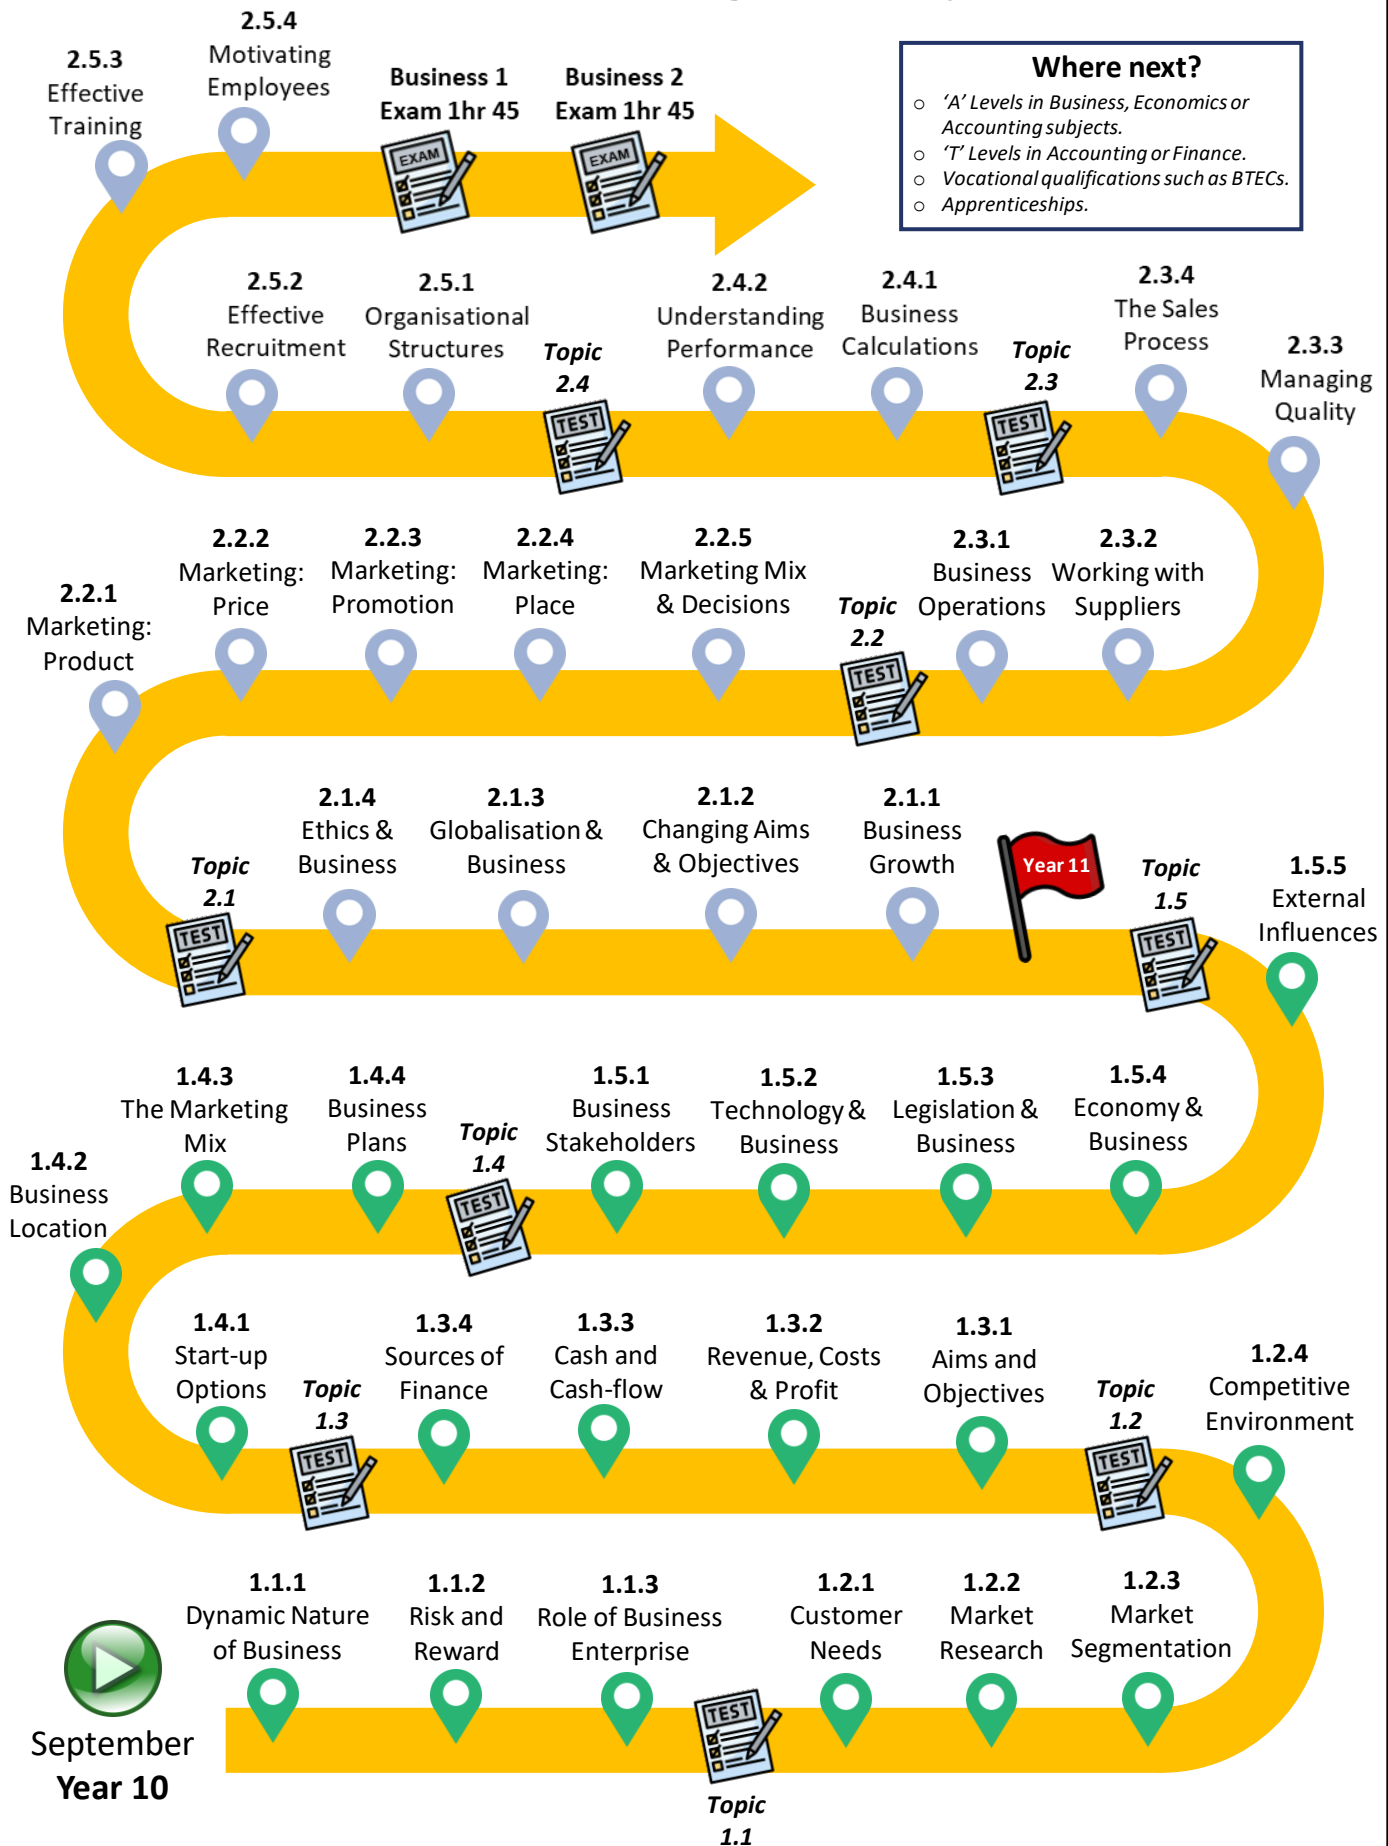 2.5.4
Motivating
Employees
2.5.3
Effective
Training
Business 1
Exam 1hr 45
EXAM
Business 2
Exam 1hr 45
EXAM
Where next?
o ‘A’ Levels in Business, Economics or
Accounting subjects.
o ‘T’ Levels in Accounting or Finance.
o Vocational qualifications such as BTECs.
o Apprenticeships.
2.5.2
Effective
Recruitment
2.5.1
Organisational
Structures
Topic
2.4
TEST
2.4.2
Understanding
Performance
2.4.1
Business
Calculations
Topic
2.3
TEST
2.3.4
The Sales
Process
2.3.3
Managing
Quality
2.2.1
Marketing:
Product
2.2.2
Marketing:
Price
2.2.3
Marketing:
Promotion
2.2.4
Marketing:
Place
2.2.5
Marketing Mix
& Decisions
Topic
2.2
TEST
2.3.1
Business
Operations
2.3.2
Working with
Suppliers
Topic
2.1
TEST
2.1.4
Ethics &
Business
2.1.3
Globalisation &
Business
2.1.2
Changing Aims
& Objectives
2.1.1
Business
Growth
Year 11
Topic
1.5
TEST
1.5.5
External
Influences
1.4.2
Business
Location
1.4.3
The Marketing
Mix
1.4.4
Business
Plans
Topic
1.4
TEST
1.5.1
Business
Stakeholders
1.5.2
Technology &
Business
1.5.3
Legislation &
Business
1.5.4
Economy &
Business
1.4.1
Start-up
Options
Topic
1.3
TEST
1.3.4
Sources of
Finance
1.3.3
Cash and
Cash-flow
1.3.2
Revenue, Costs
& Profit
1.3.1
Aims and
Objectives
Topic
1.2
TEST
1.2.4
Competitive
Environment
September
Year 10
1.1.1
Dynamic Nature
of Business
1.1.2
Risk and
Reward
1.1.3
Role of Business
Enterprise
TEST
Topic
1.1
1.2.1
Customer
Needs
1.2.2
Market
Research
1.2.3
Market
Segmentation